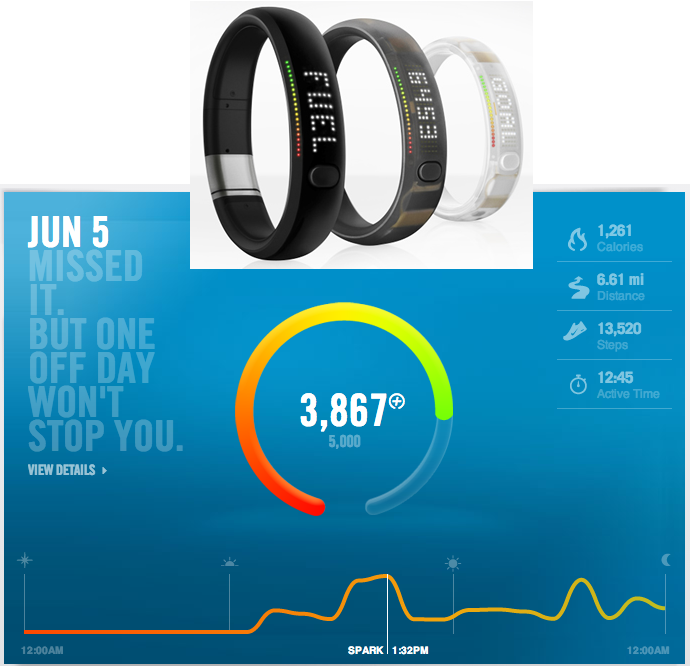 FUEL
6453
GOAL
JUN 5
MISSED
IT.
BUT ONE
OFF DAY
WON'T
STOP YOU.
VIEW DETAILS
3,867
5,000
1,261
Calories
6.61 mi
Distance
13,520
Steps
12:45
Active Time
12:00AM
SPARK 1:32PM
12:00AM